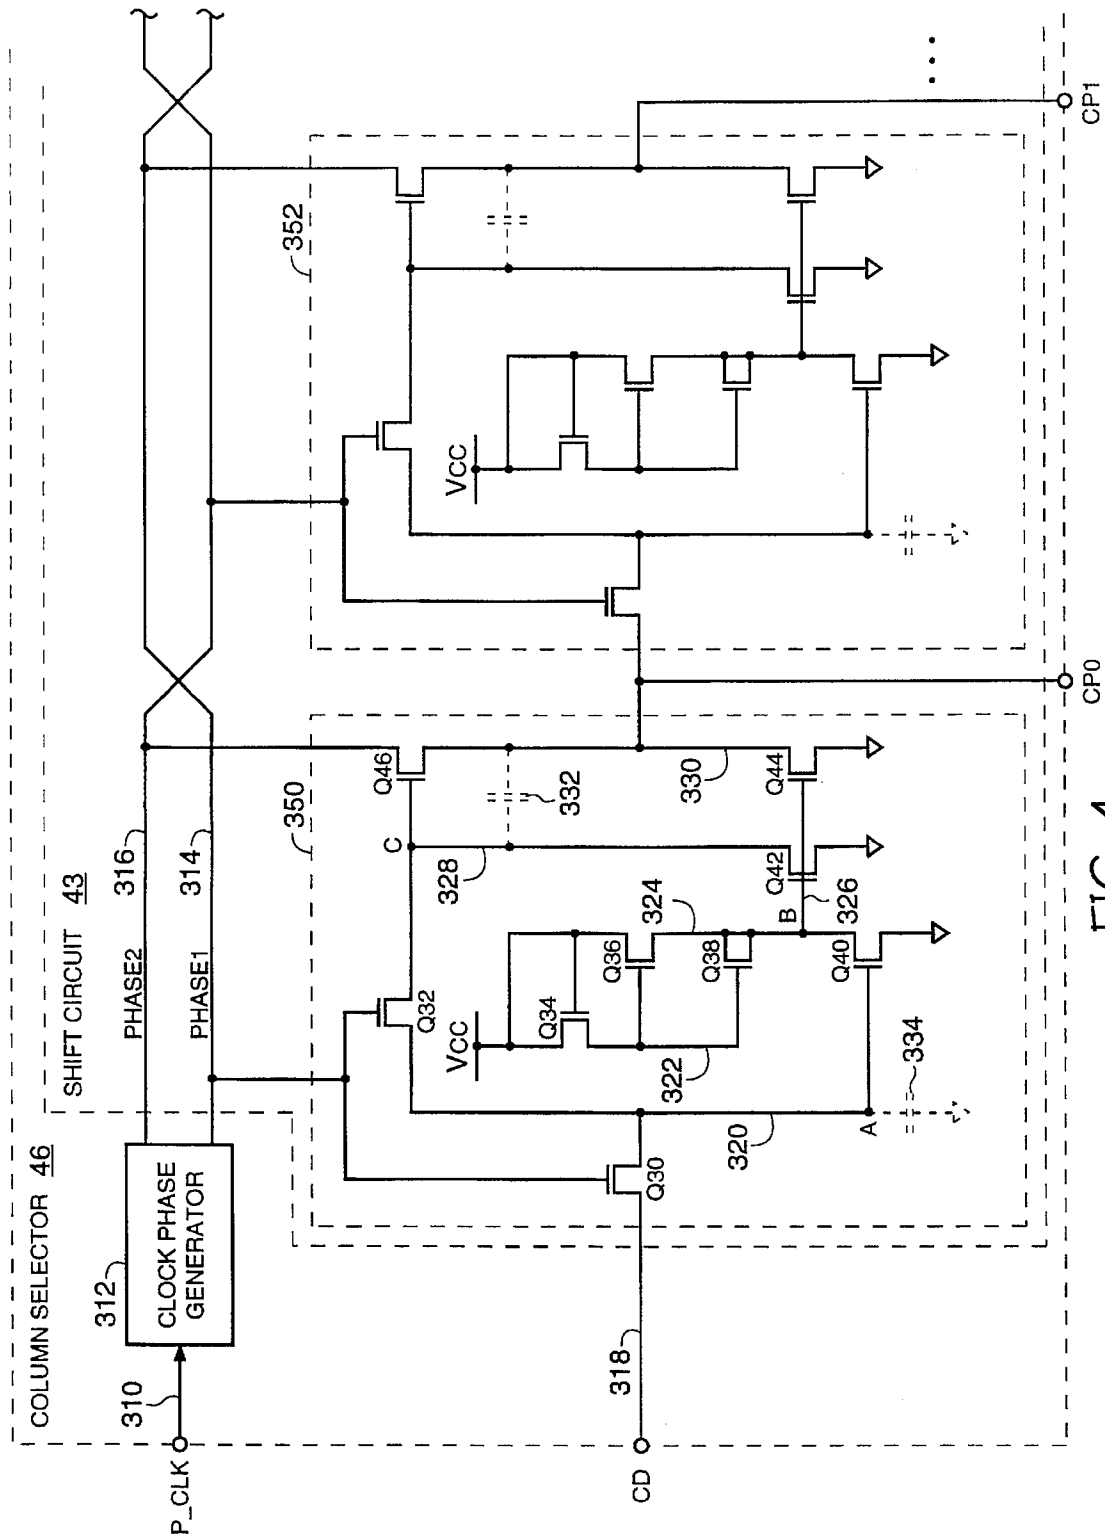 COLUMN SELECTOR 46
SHIFT CIRCUIT 43
P_CLK
310
312
CLOCK PHASE
GENERATOR
PHASE2
316
PHASE1
314
350
352
CD
318
Q30
Q32
320
A
334
VCC
Q34
322
Q36
324
Q38
B
326
Q40
C
328
Q42
332
Q46
330
Q44
CP0
VCC
CP1
FIG. 4